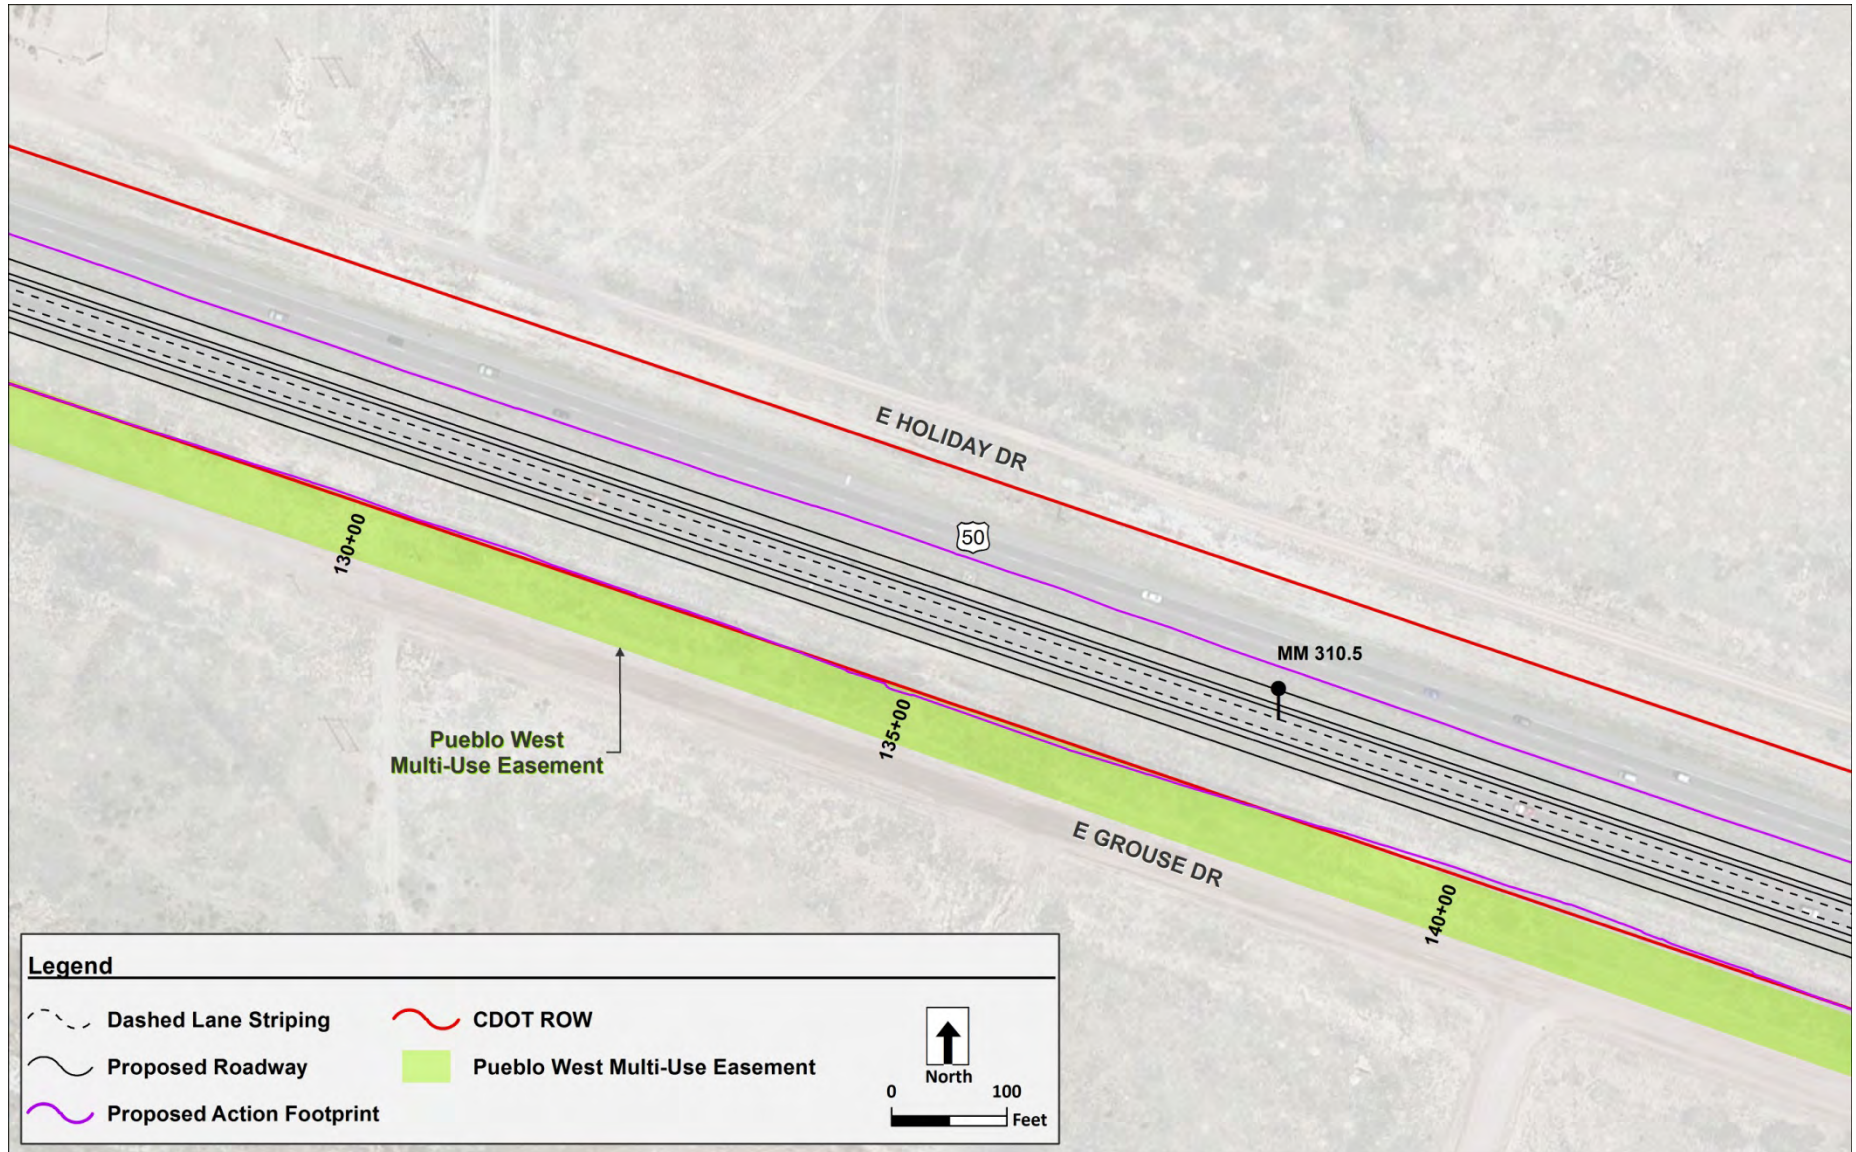 E HOLIDAY DR
50
130+00
MM 310.5
135+00
Pueblo West
Multi-Use Easement
E GROUSE DR
140+00
Legend
Dashed Lane Striping
CDOT ROW
Proposed Roadway
Pueblo West Multi-Use Easement
Proposed Action Footprint
North
0 100
Feet